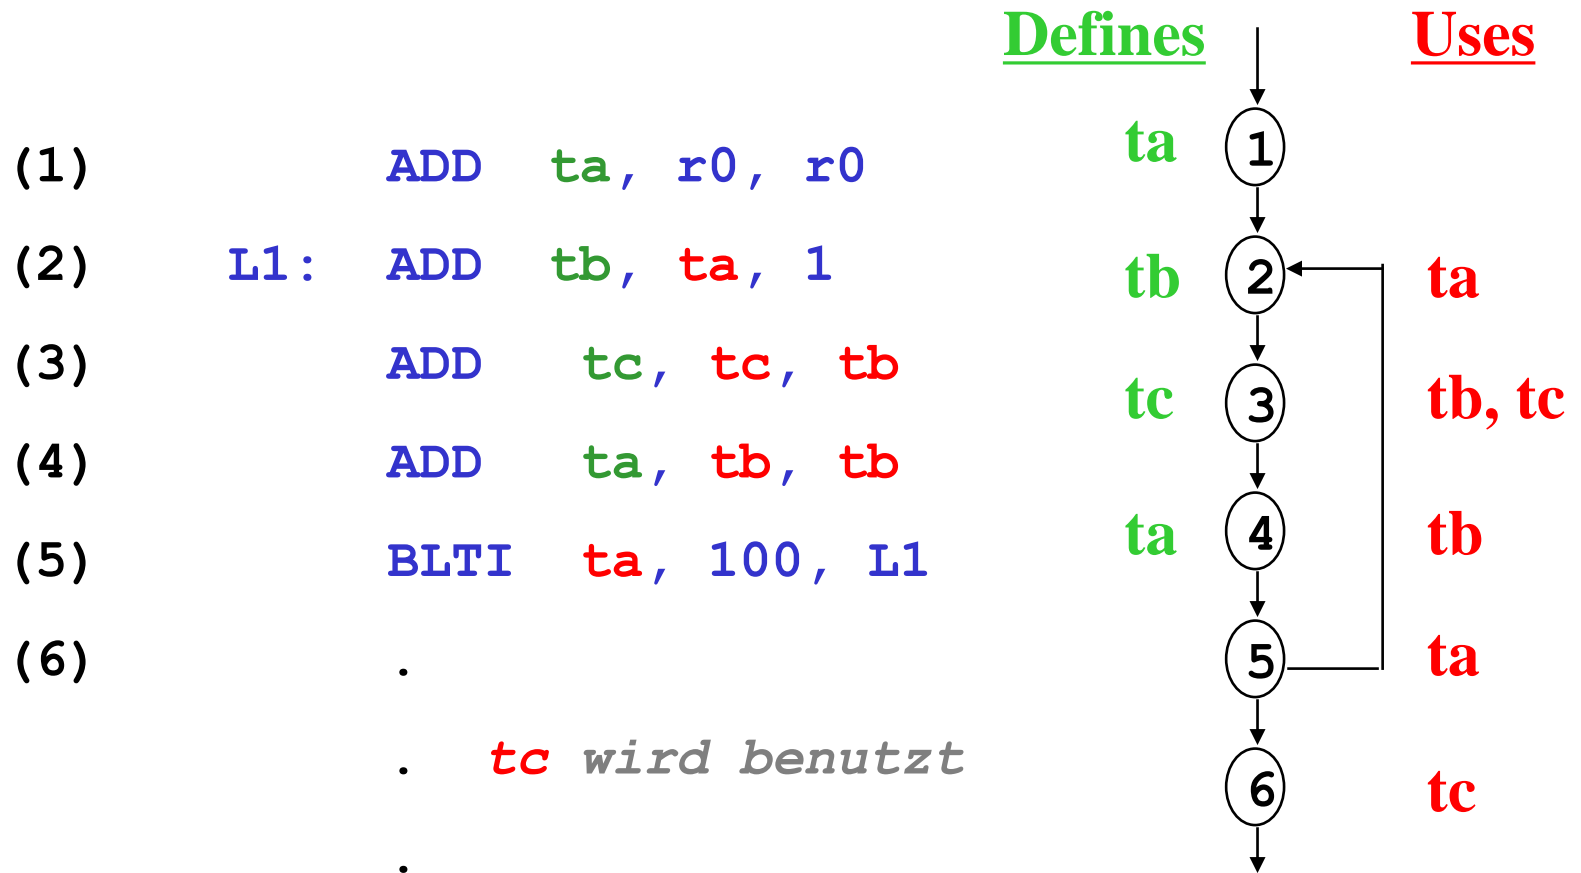 Defines Uses
(1) ADD ta, r0, r0 ta 1
(2) L1: ADD tb, ta, 1 tb 2 ta
(3) ADD tc, tc, tb tc 3 tb, tc
(4) ADD ta, tb, tb ta 4 tb
(5) BLTI ta, 100, L1 5 ta
(6) .
. tc wird benutzt 6 tc
.